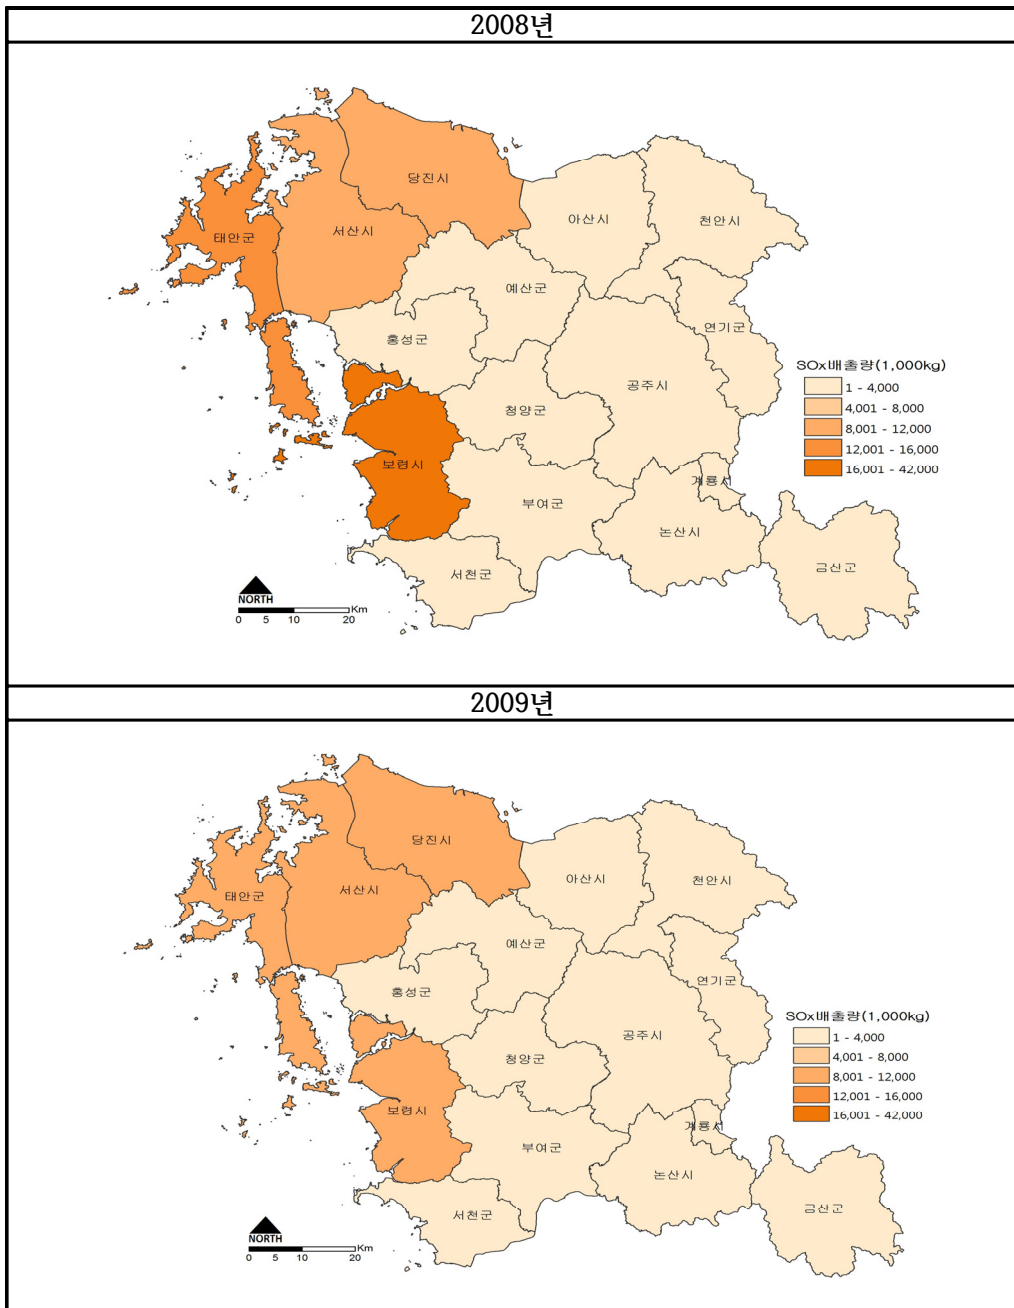 2008년
당진시
아산시
천안시
서산시
태안군
예산군
연기군
홍성군
SOx배출량(1,000kg)
1 - 4,000
4,001 - 8,000
8,001 - 12,000
12,001 - 16,000
16,001 - 42,000
공주시
청양군
보령시
계룡시
부여군
논산시
금산군
서천군
NORTH
0 5 10 20 Km
2009년
당진시
아산시
천안시
서산시
태안군
예산군
연기군
홍성군
SOx배출량(1,000kg)
1 - 4,000
4,001 - 8,000
8,001 - 12,000
12,001 - 16,000
16,001 - 42,000
공주시
청양군
보령시
계룡시
부여군
논산시
금산군
서천군
NORTH
0 5 10 20 Km